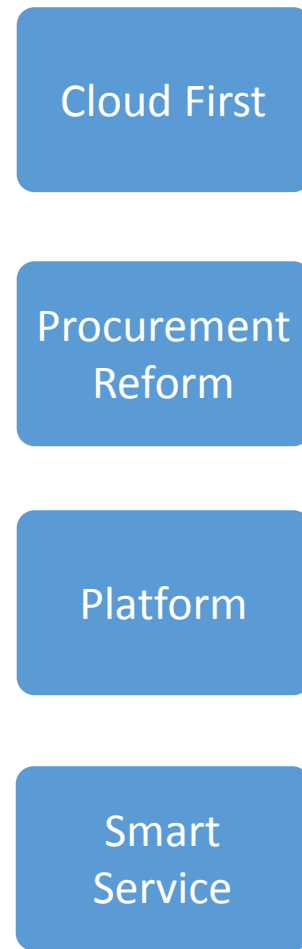 Cloud First
Procurement
Reform
Platform
Smart
Service